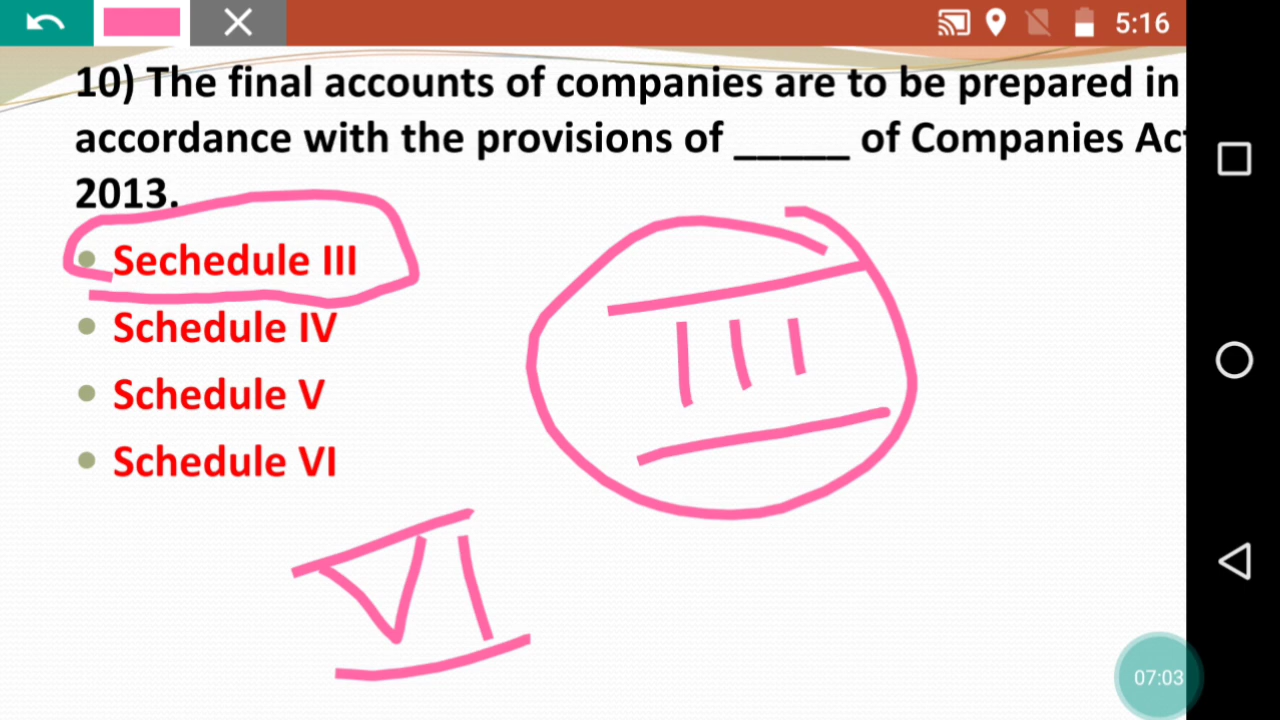 5:16
10) The final accounts of companies are to be prepared in
accordance with the provisions of _____ of Companies Act
2013.
Sechedule III
Schedule IV
Schedule V
Schedule VI
III
VI
07:03